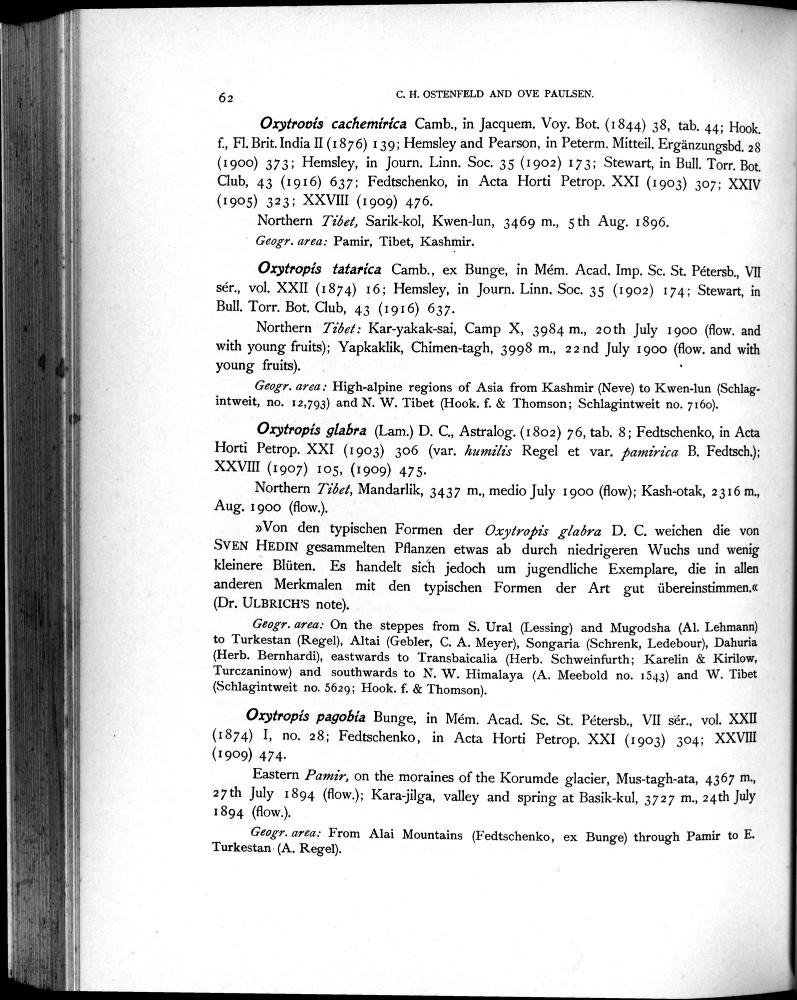 62
C. H. OSTENFELD AND OVE PAULSEN.
Oxytropis cachemirica Camb., in Jacquem. Voy. Bot. (1844) 38, tab. 44; Hook.
f., Fl. Brit. India II (1876) 139; Hemsley and Pearson, in Peterm. Mitteil. Ergänzungsbd. 28
(1900) 373; Hemsley, in Journ. Linn. Soc. 35 (1902) 173; Stewart, in Bull. Torr. Bot.
Club, 43 (1916) 637; Fedtschenko, in Acta Horti Petrop. XXI (1903) 307; XXIV
(1905) 323; XXVIII (1909) 476.
Northern Tibet, Sarik-kol, Kwen-lun, 3469 m., 5th Aug. 1896.
Geogr. area: Pamir, Tibet, Kashmir.
Oxytropis tatarica Camb., ex Bunge, in Mém. Acad. Imp. Sc. St. Pétersb., VII
sér., vol. XXII (1874) 16; Hemsley, in Journ. Linn. Soc. 35 (1902) 174; Stewart, in
Bull. Torr. Bot. Club, 43 (1916) 637.
Northern Tibet: Kar-yakak-sai, Camp X, 3984 m., 20th July 1900 (flow. and
with young fruits); Yapkaklik, Chimen-tagh, 3998 m., 22nd July 1900 (flow. and with
young fruits).
Geogr. area: High-alpine regions of Asia from Kashmir (Neve) to Kwen-lun (Schlag-
intweit, no. 12,793) and N. W. Tibet (Hook. f. & Thomson; Schlagintweit no. 7160).
Oxytropis glabra (Lam.) D. C., Astralog. (1802) 76, tab. 8; Fedtschenko, in Acta
Horti Petrop. XXI (1903) 306 (var. humilis Regel et var. pamirica B. Fedtsch.);
XXVIII (1907) 105, (1909) 475.
Northern Tibet, Mandarlik, 3437 m., medio July 1900 (flow); Kash-otak, 2316 m.,
Aug. 1900 (flow.).
»Von den typischen Formen der Oxytropis glabra D. C. weichen die von
SVEN HEDIN gesammelten Pflanzen etwas ab durch niedrigeren Wuchs und wenig
kleinere Blüten. Es handelt sich jedoch um jugendliche Exemplare, die in allen
anderen Merkmalen mit den typischen Formen der Art gut übereinstimmen.«
(Dr. ULBRICH'S note).
Geogr. area: On the steppes from S. Ural (Lessing) and Mugodsha (Al. Lehmann)
to Turkestan (Regel), Altai (Gebler, C. A. Meyer), Songaria (Schrenk, Ledebour), Dahuria
(Herb. Bernhardi), eastwards to Transbaicalia (Herb. Schweinfurth; Karelin & Kirilow,
Turczaninow) and southwards to N. W. Himalaya (A. Meebold no. 1543) and W. Tibet
(Schlagintweit no. 5629; Hook. f. & Thomson).
Oxytropis pagobia Bunge, in Mém. Acad. Sc. St. Pétersb., VII sér., vol. XXII
(1874) I, no. 28; Fedtschenko, in Acta Horti Petrop. XXI (1903) 304; XXVIII
(1909) 474.
Eastern Pamir, on the moraines of the Korumde glacier, Mus-tagh-ata, 4367 m.,
27th July 1894 (flow.); Kara-jilga, valley and spring at Basik-kul, 3727 m., 24th July
1894 (flow.).
Geogr. area: From Alai Mountains (Fedtschenko, ex Bunge) through Pamir to E.
Turkestan (A. Regel).